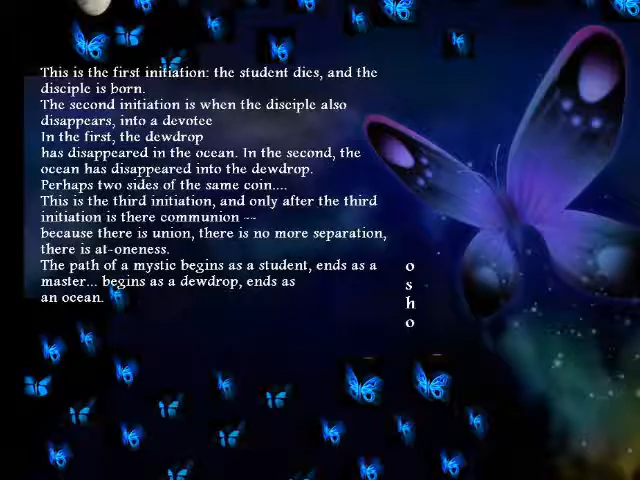 This is the first initiation: the student dies, and the
disciple is born.
The second initiation is when the disciple also
disappears, into a devotee
In the first, the dewdrop
has disappeared in the ocean. In the second, the
ocean has disappeared into the dewdrop.
Perhaps two sides of the same coin....
This is the third initiation, and only after the third
initiation is there communion --
because there is union, there is no more separation,
there is at-oneness.
The path of a mystic begins as a student, ends as a
master... begins as a dewdrop, ends as
an ocean.
o
s
h
o